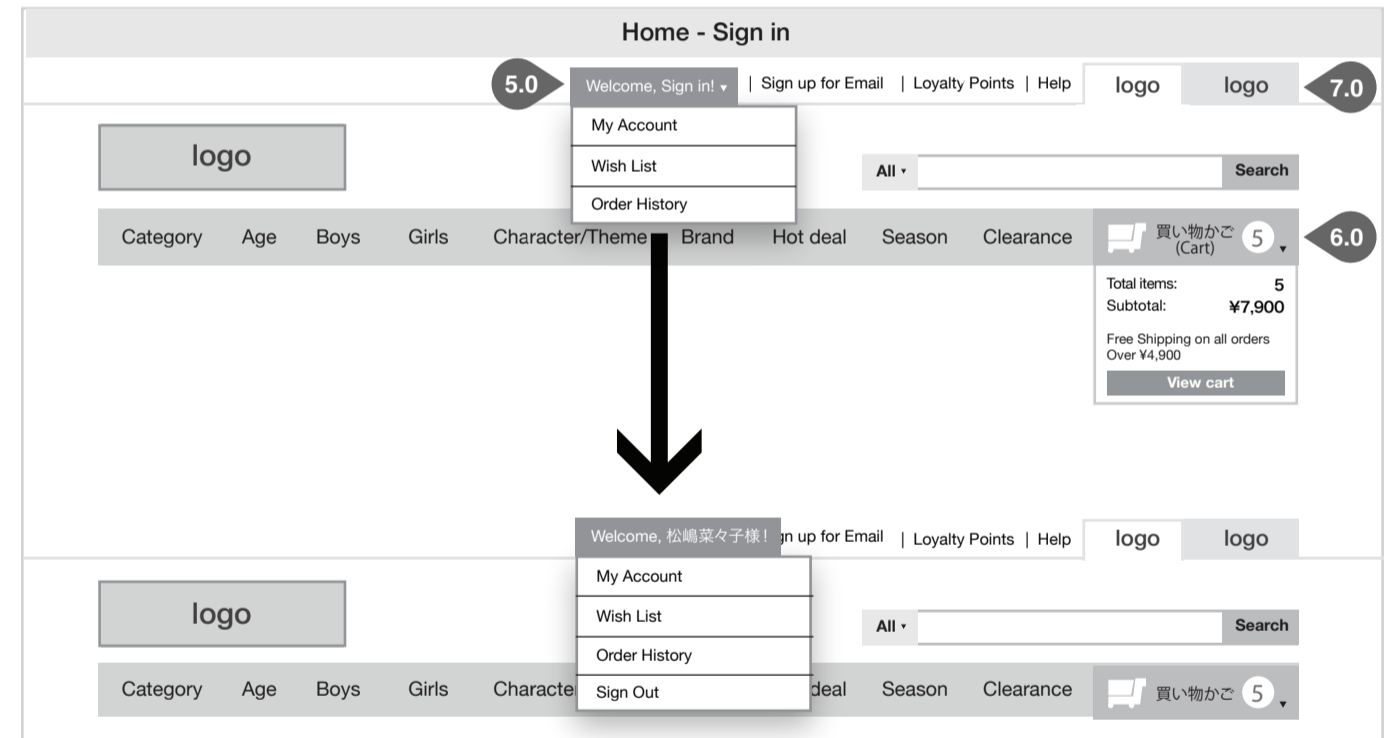 Home - Sign in
5.0
Welcome, Sign in! ▾ | Sign up for Email | Loyalty Points | Help
logo
logo
7.0
My Account
Wish List
Order History
logo
All ▾
Search
Category Age Boys Girls Character/Theme Brand Hot deal Season Clearance
買い物かご
(Cart)
5 ▾
6.0
Total items: 5
Subtotal: ¥7,900
Free Shipping on all orders
Over ¥4,900
View cart
Welcome, 松嶋菜々子様! gn up for Email | Loyalty Points | Help
logo
logo
My Account
Wish List
Order History
Sign Out
logo
All ▾
Search
Category Age Boys Girls Characte deal Season Clearance
買い物かご 5 ▾